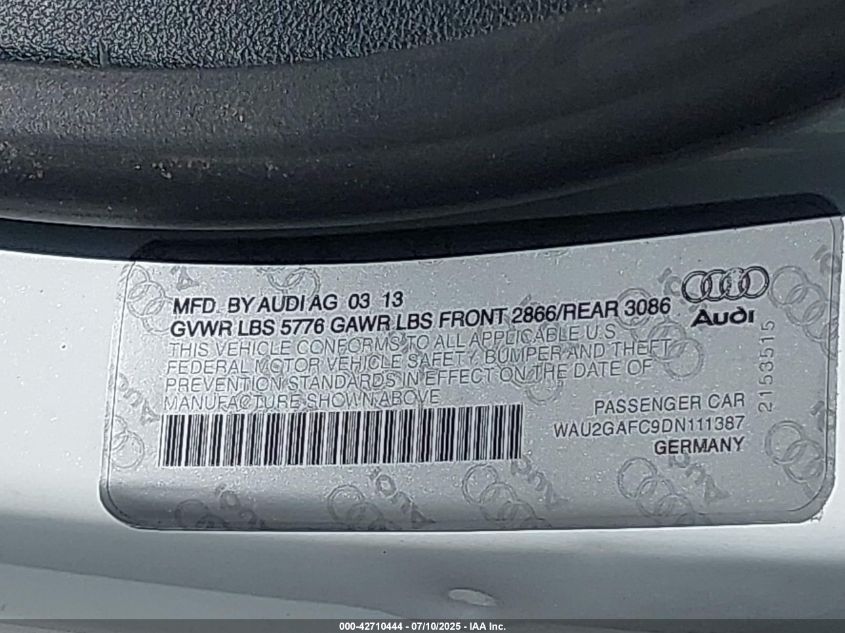 MFD BY AUDI AG 03 13
GVWR LBS 5776 GAWR LBS FRONT 2866/REAR 3086
THIS VEHICLE CONFORMS TO ALL APPLICABLE U.S.
FEDERAL MOTOR VEHICLE SAFETY, BUMPER AND THEFT
PREVENTION STANDARDS IN EFFECT ON THE DATE OF
MANUFACTURE SHOWN ABOVE
Audi
2153515
PASSENGER CAR
WAU2GAFC9DN111387
GERMANY
000-42710444 - 07/10/2025 - IAA Inc.